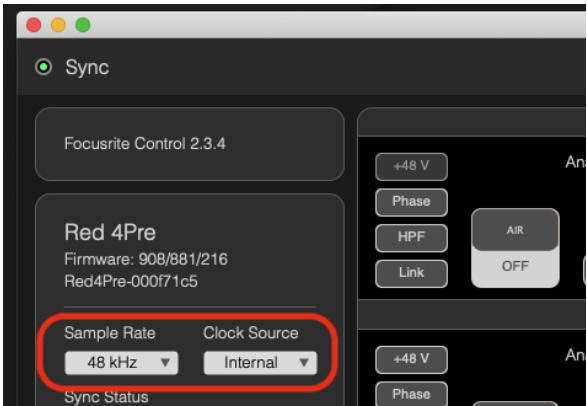 Sync
Focusrite Control 2.3.4
Red 4Pre
Firmware: 908/881/216
Red4Pre-000f71c5
Sample Rate Clock Source
48 kHz Internal
Sync Status
+48 V
Phase
HPF
Link
AIR
OFF
+48 V
Phase